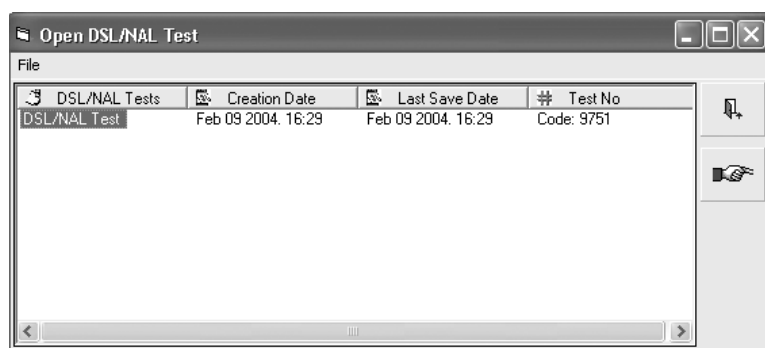 Open DSL/NAL Test
File
DSL/NAL Tests Creation Date Last Save Date # Test No
DSL/NAL Test Feb 09 2004. 16:29 Feb 09 2004. 16:29 Code: 9751